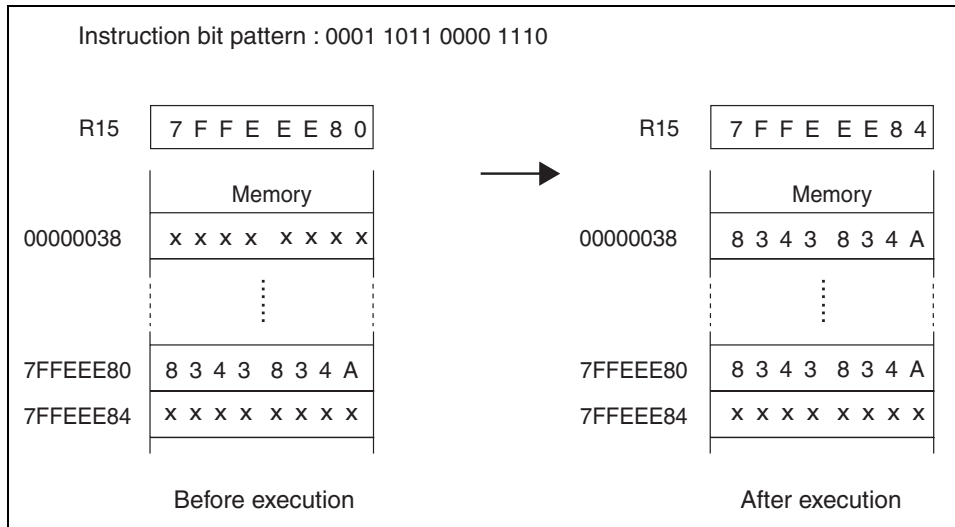 Instruction bit pattern : 0001 1011 0000 1110
R15 7 F F E E E 8 0
R15 7 F F E E E 8 4
Memory
Memory
00000038 x x x x x x x x
00000038 8 3 4 3 8 3 4 A
7FFEEE80 8 3 4 3 8 3 4 A
7FFEEE80 8 3 4 3 8 3 4 A
7FFEEE84 x x x x x x x x
7FFEEE84 x x x x x x x x
Before execution
After execution